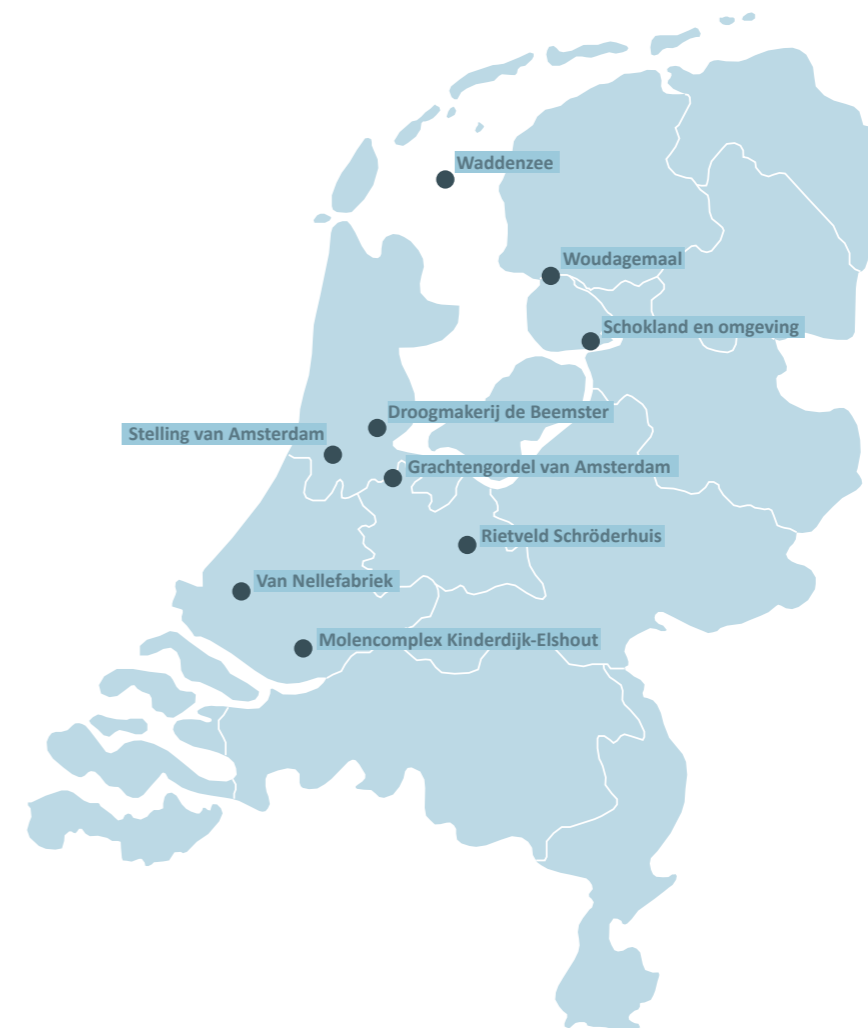 Waddenzee
Woudagemaal
Schokland en omgeving
Droogmakerij de Beemster
Stelling van Amsterdam
Grachtengordel van Amsterdam
Rietveld Schröderhuis
Van Nellefabriek
Molencomplex Kinderdijk-Elshout